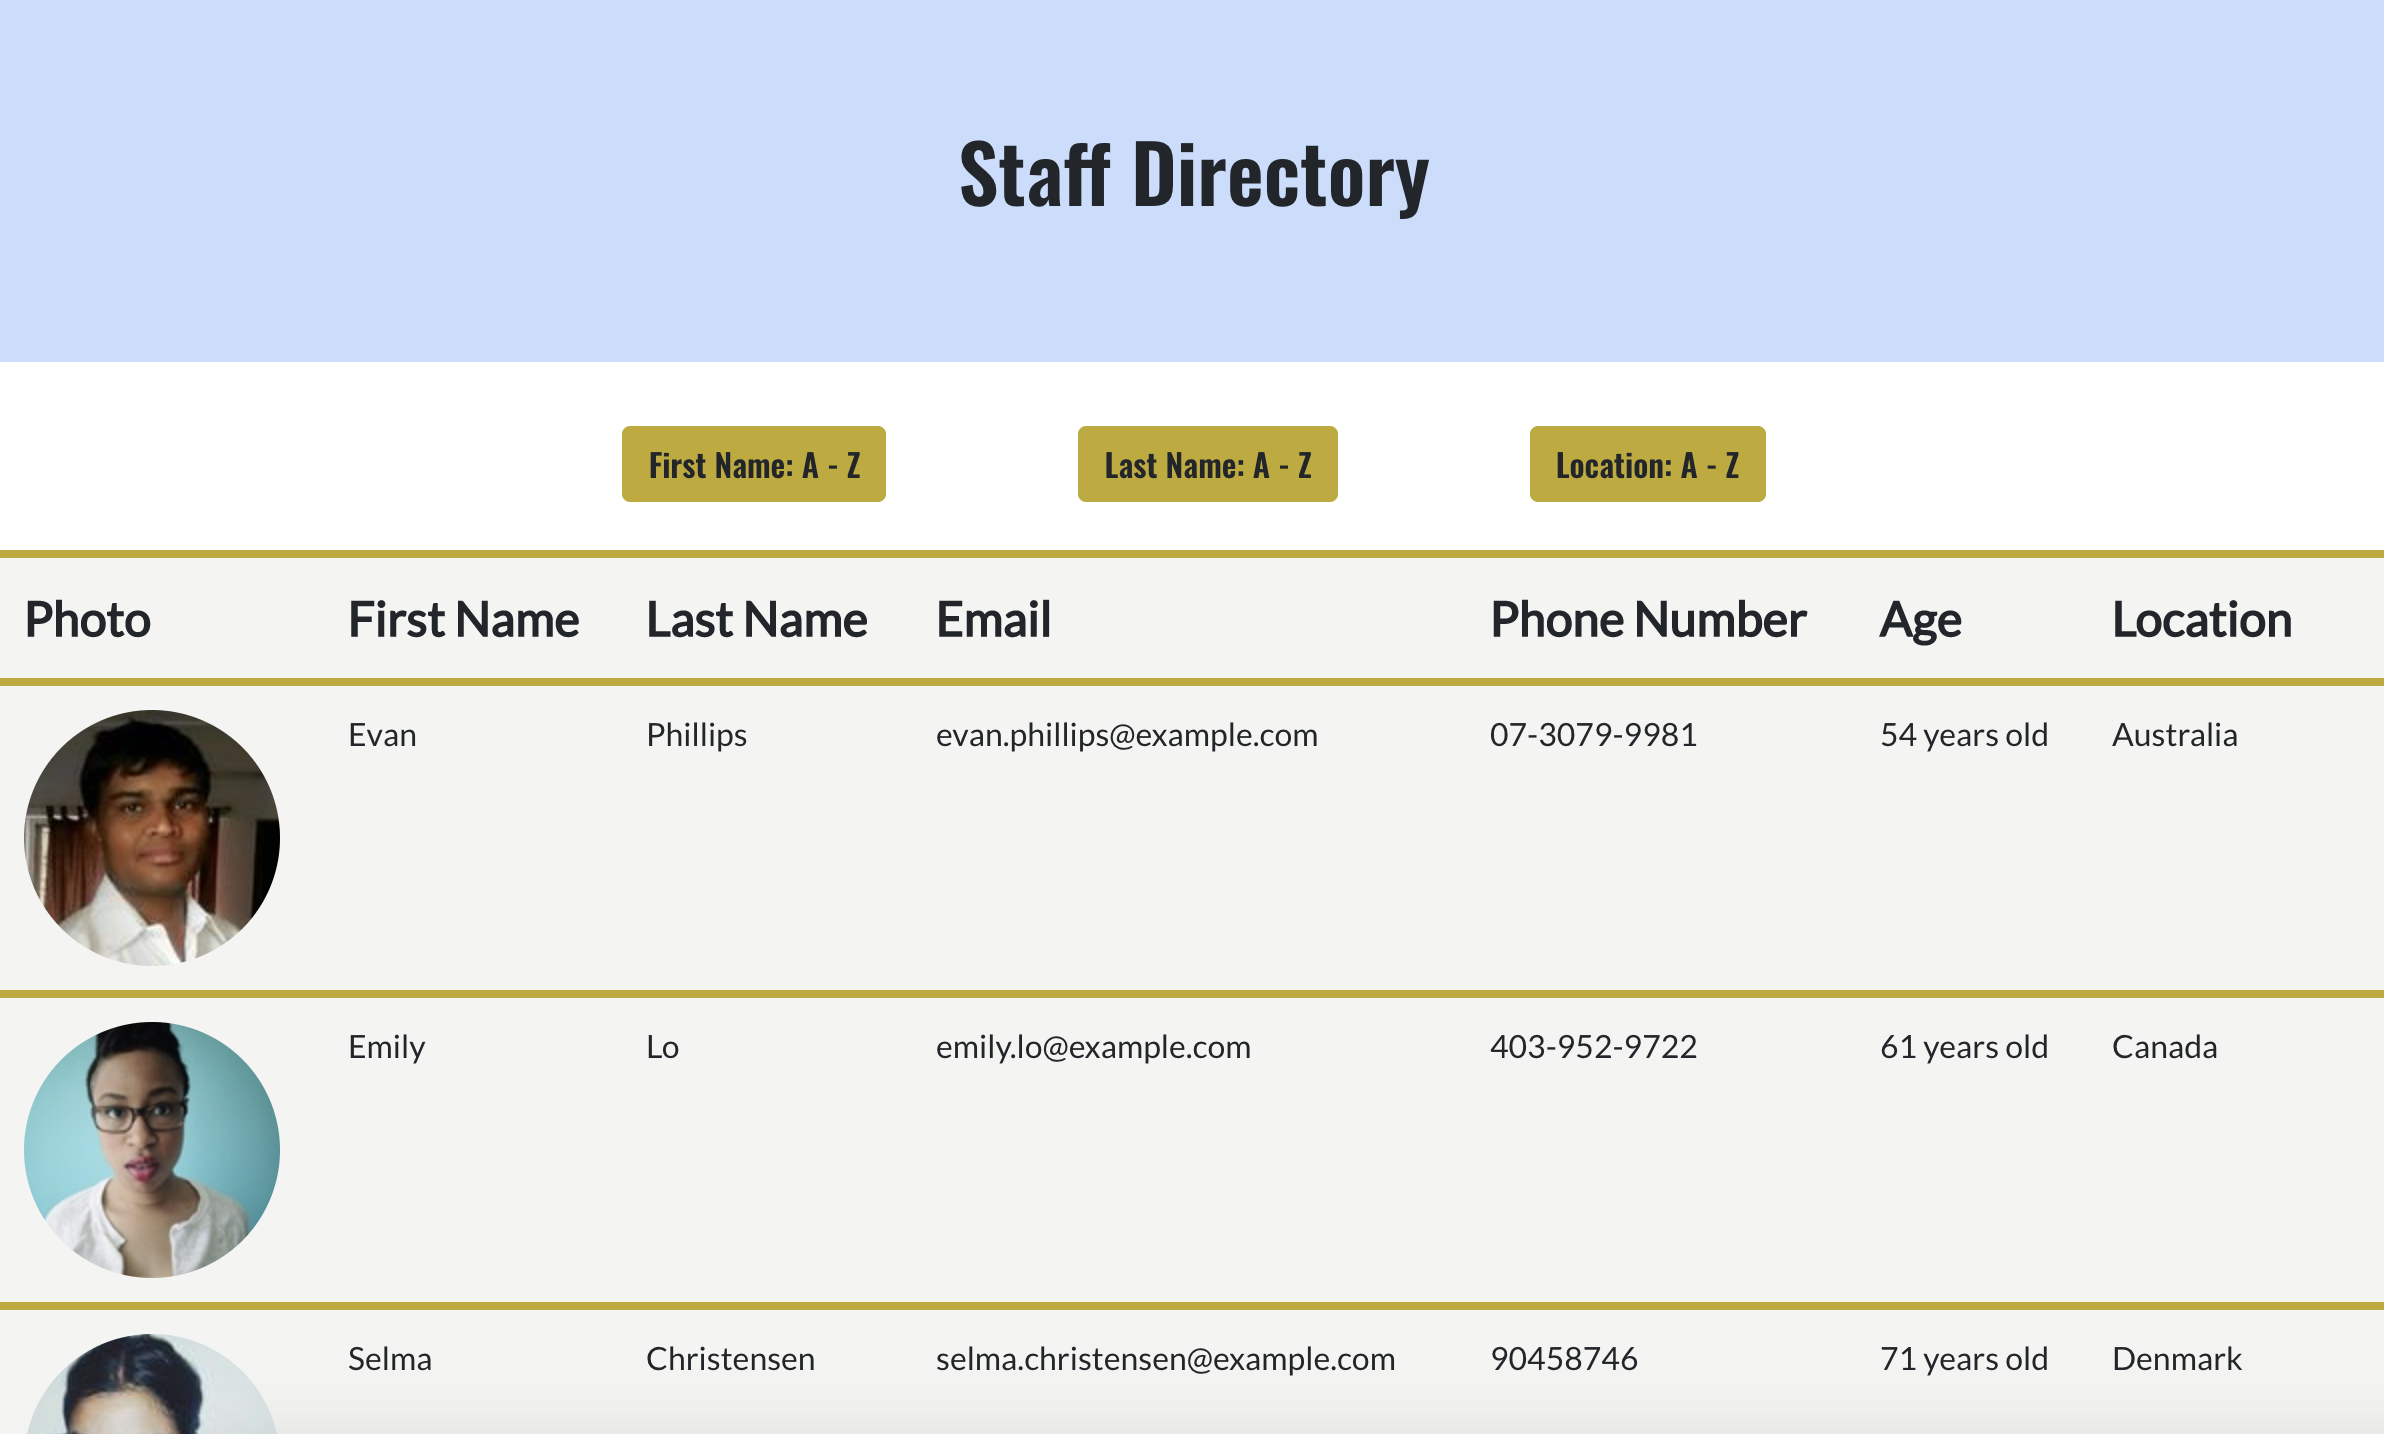 Staff Directory
First Name: A - Z Last Name: A - Z Location: A - Z
Photo First Name Last Name Email Phone Number Age Location
Evan Phillips evan.phillips@example.com 07-3079-9981 54 years old Australia
Emily Lo emily.lo@example.com 403-952-9722 61 years old Canada
Selma Christensen selma.christensen@example.com 90458746 71 years old Denmark